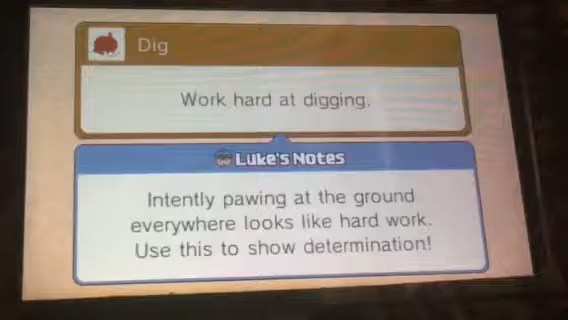 Dig
Work hard at digging.
Luke's Notes
Intently pawing at the ground
everywhere looks like hard work.
Use this to show determination!